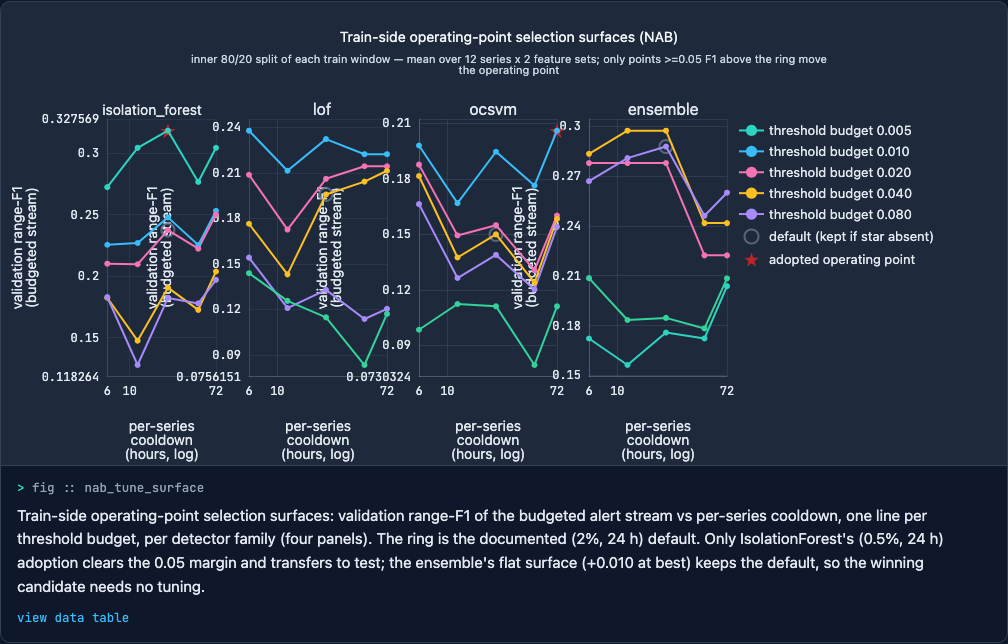 Train-side operating-point selection surfaces (NAB)
inner 80/20 split of each train window — mean over 12 series x 2 feature sets; only points >=0.05 F1 above the ring move
the operating point
isolation_forest
lof
ocsvm
ensemble
0.327569
0.3
0.25
0.2
0.15
0.118264
validation range-F1
(budgeted stream)
6
10
72
per-series
cooldown
(hours, log)
0.24
0.21
0.18
0.15
0.12
0.09
0.0756151
validation range-F1
(budgeted stream)
6
10
72
per-series
cooldown
(hours, log)
0.21
0.18
0.15
0.12
0.09
0.0730324
validation range-F1
(budgeted stream)
6
10
72
per-series
cooldown
(hours, log)
0.3
0.27
0.24
0.21
0.18
0.15
validation range-F1
(budgeted stream)
6
10
72
per-series
cooldown
(hours, log)
threshold budget 0.005
threshold budget 0.010
threshold budget 0.020
threshold budget 0.040
threshold budget 0.080
default (kept if star absent)
adopted operating point
> fig :: nab_tune_surface
Train-side operating-point selection surfaces: validation range-F1 of the budgeted alert stream vs per-series cooldown, one line per
threshold budget, per detector family (four panels). The ring is the documented (2%, 24 h) default. Only IsolationForest's (0.5%, 24 h)
adoption clears the 0.05 margin and transfers to test; the ensemble's flat surface (+0.010 at best) keeps the default, so the winning
candidate needs no tuning.
view data table